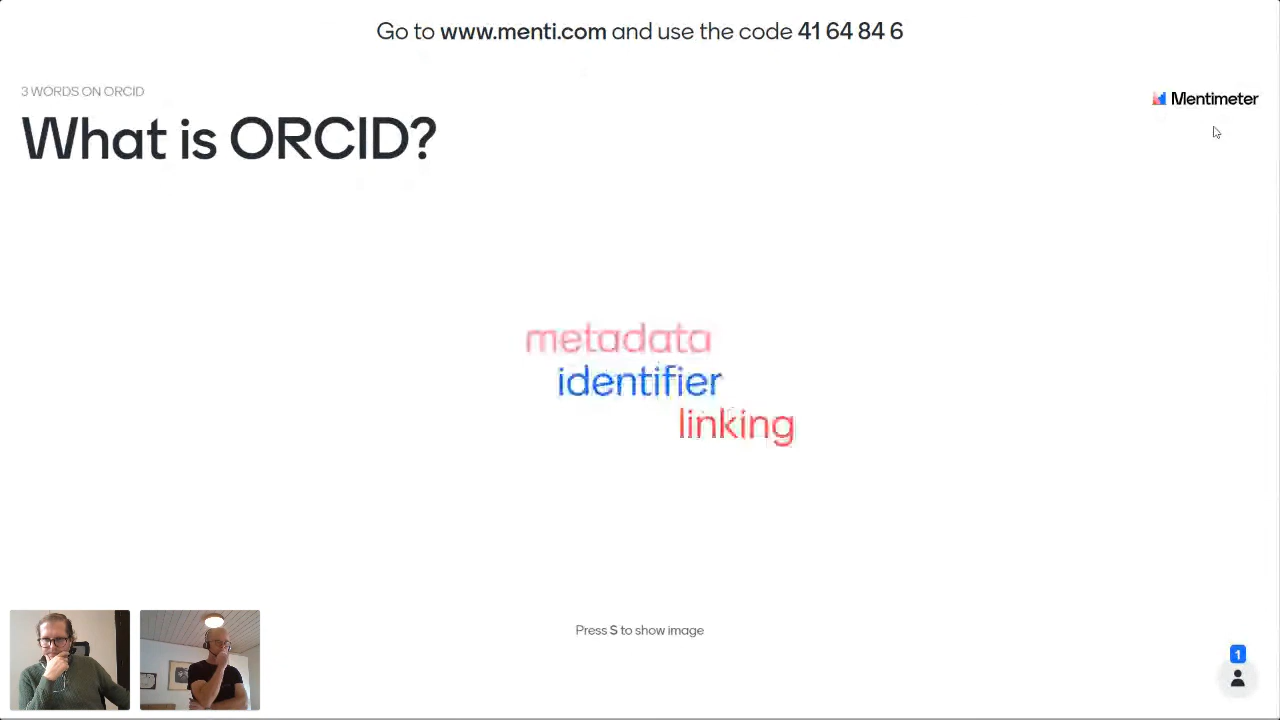 Go to www.menti.com and use the code 41 64 84 6
3 WORDS ON ORCID
Mentimeter
What is ORCID?
metadata
identifier
linking
Press S to show image
1